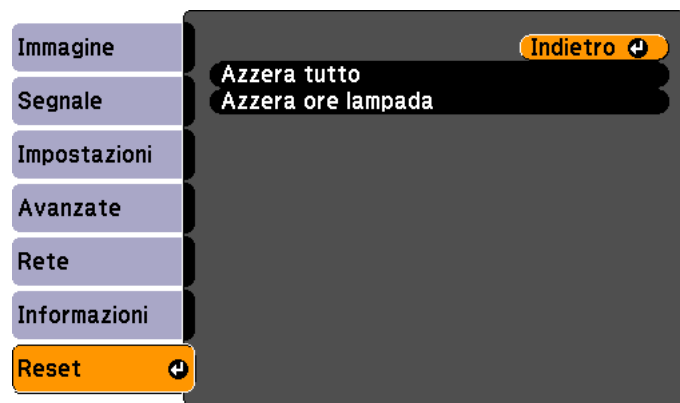 Immagine
Segnale
Impostazioni
Avanzate
Rete
Informazioni
Reset
Indietro
Azzera tutto
Azzera ore lampada